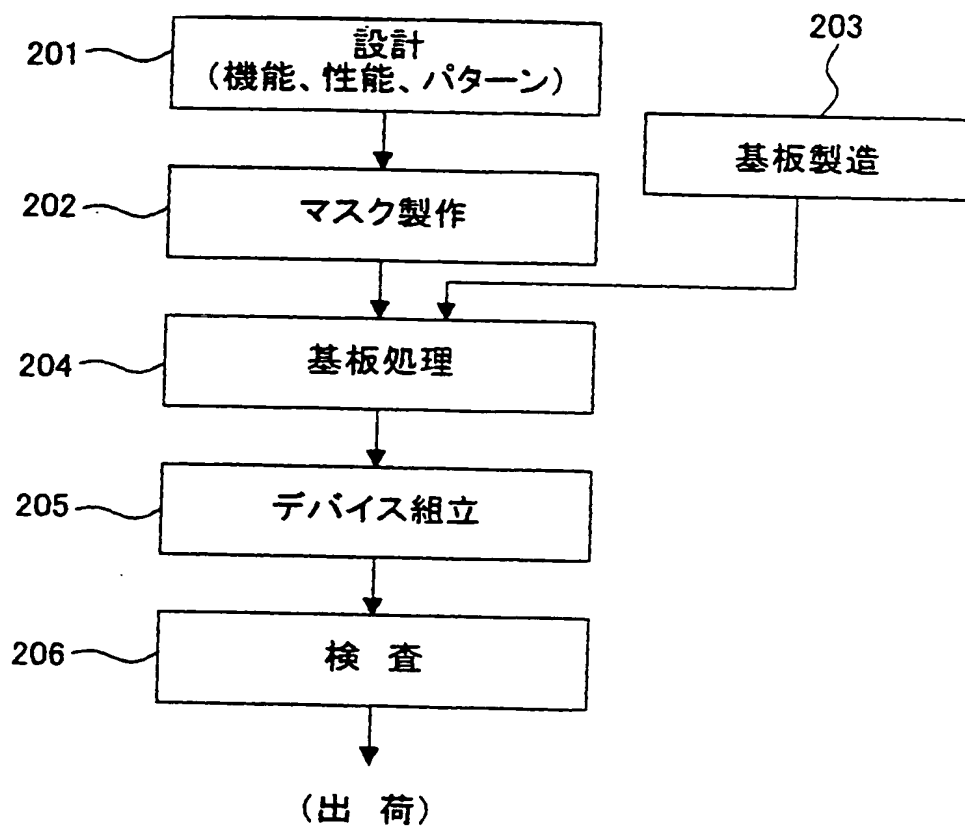 201
設計
（機能、性能、パターン）
203
基板製造
202
マスク製作
204
基板処理
205
デバイス組立
206
検 査
（出 荷）